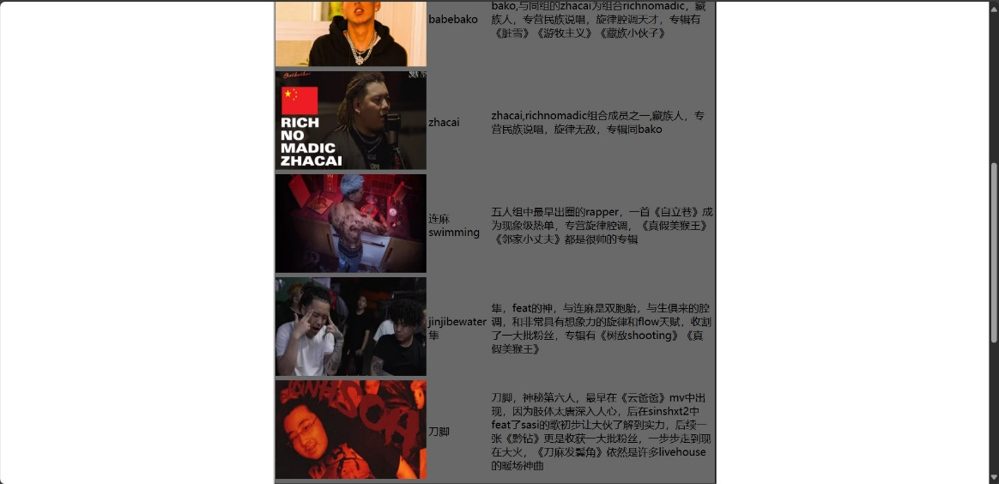 bako,与同组的zhacai为组合richnomadic，藏
babebako
族人，专营民族说唱，旋律腔调天才，专辑有
《脏雪》《游牧主义》《藏族小伙子》
RICH
NO
MADIC
ZHACAI
zhacai
zhacai,richnomadic组合成员之一,藏族人，专
营民族说唱，旋律无敌，专辑同bako
连麻
swimming
五人组中最早出圈的rapper，一首《自立巷》成
为现象级热单，专营旋律腔调，《真假美猴王》
《邻家小丈夫》都是很帅的专辑
jinjibewater
隼
隼，feat的神，与连麻是双胞胎，与生俱来的腔
调，和非常具有想象力的旋律和flow天赋，收割
了一大批粉丝，专辑有《树敌shooting》《真
假美猴王》
刀脚
刀脚，神秘第六人，最早在《云爸爸》mv中出
现，因为肢体太唐深入人心，后在sinshxt2中
feat了sasi的歌初步让大伙了解到实力，后续一
张《黔钻》更是收获一大批粉丝，一步步走到现
在大火，《刀麻发鬓角》依然是许多livehouse
的暖场神曲